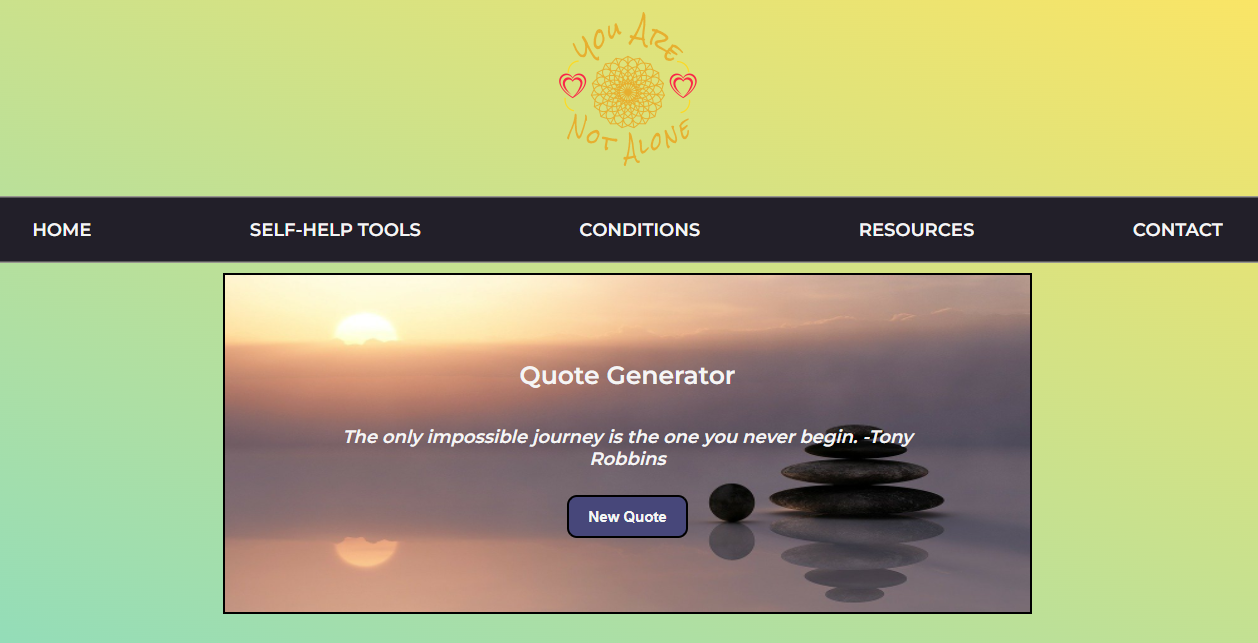 You Are
Not Alone
HOME SELF-HELP TOOLS CONDITIONS RESOURCES CONTACT
Quote Generator
The only impossible journey is the one you never begin. -Tony
Robbins
New Quote